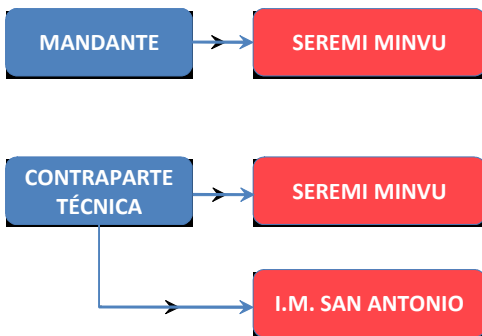 MANDANTE
SEREMI MINVU
CONTRAPARTE
TÉCNICA
SEREMI MINVU
I.M. SAN ANTONIO